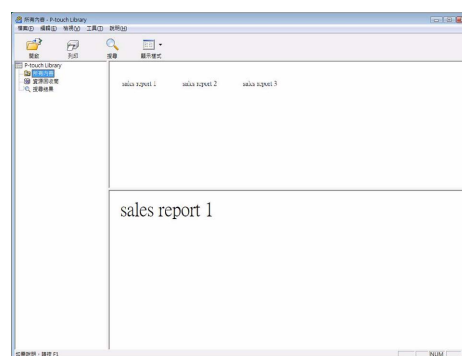 所有內容 - P-touch Library
檔案(F) 編輯(E) 檢視(V) 工具(T) 說明(H)
開啟 列印 搜尋 顯示樣式
P-touch Library
所有內容
資源回收筒
搜尋結果
sales report 1 sales report 2 sales report 3
sales report 1
如需說明，請按 F1
NUM